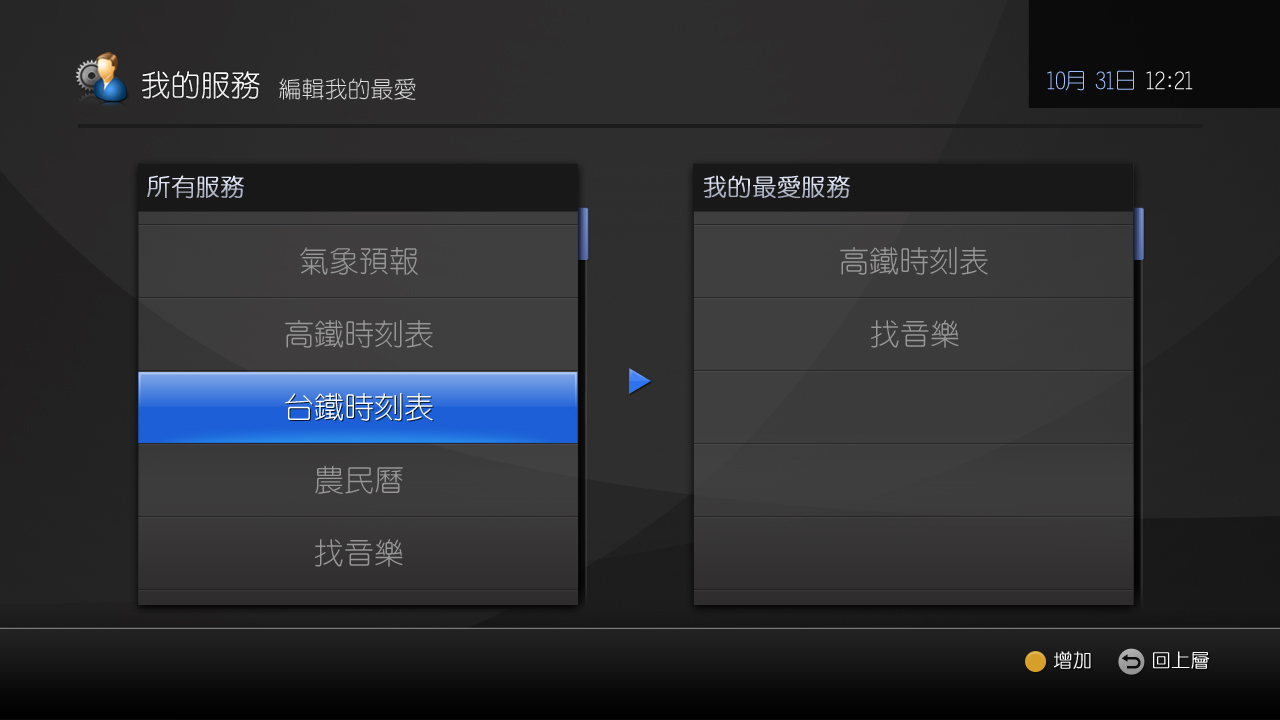 我的服務 編輯我的最愛
10月 31日 12:21
所有服務
氣象預報
高鐵時刻表
台鐵時刻表
農民曆
找音樂
我的最愛服務
高鐵時刻表
找音樂
增加
回上層